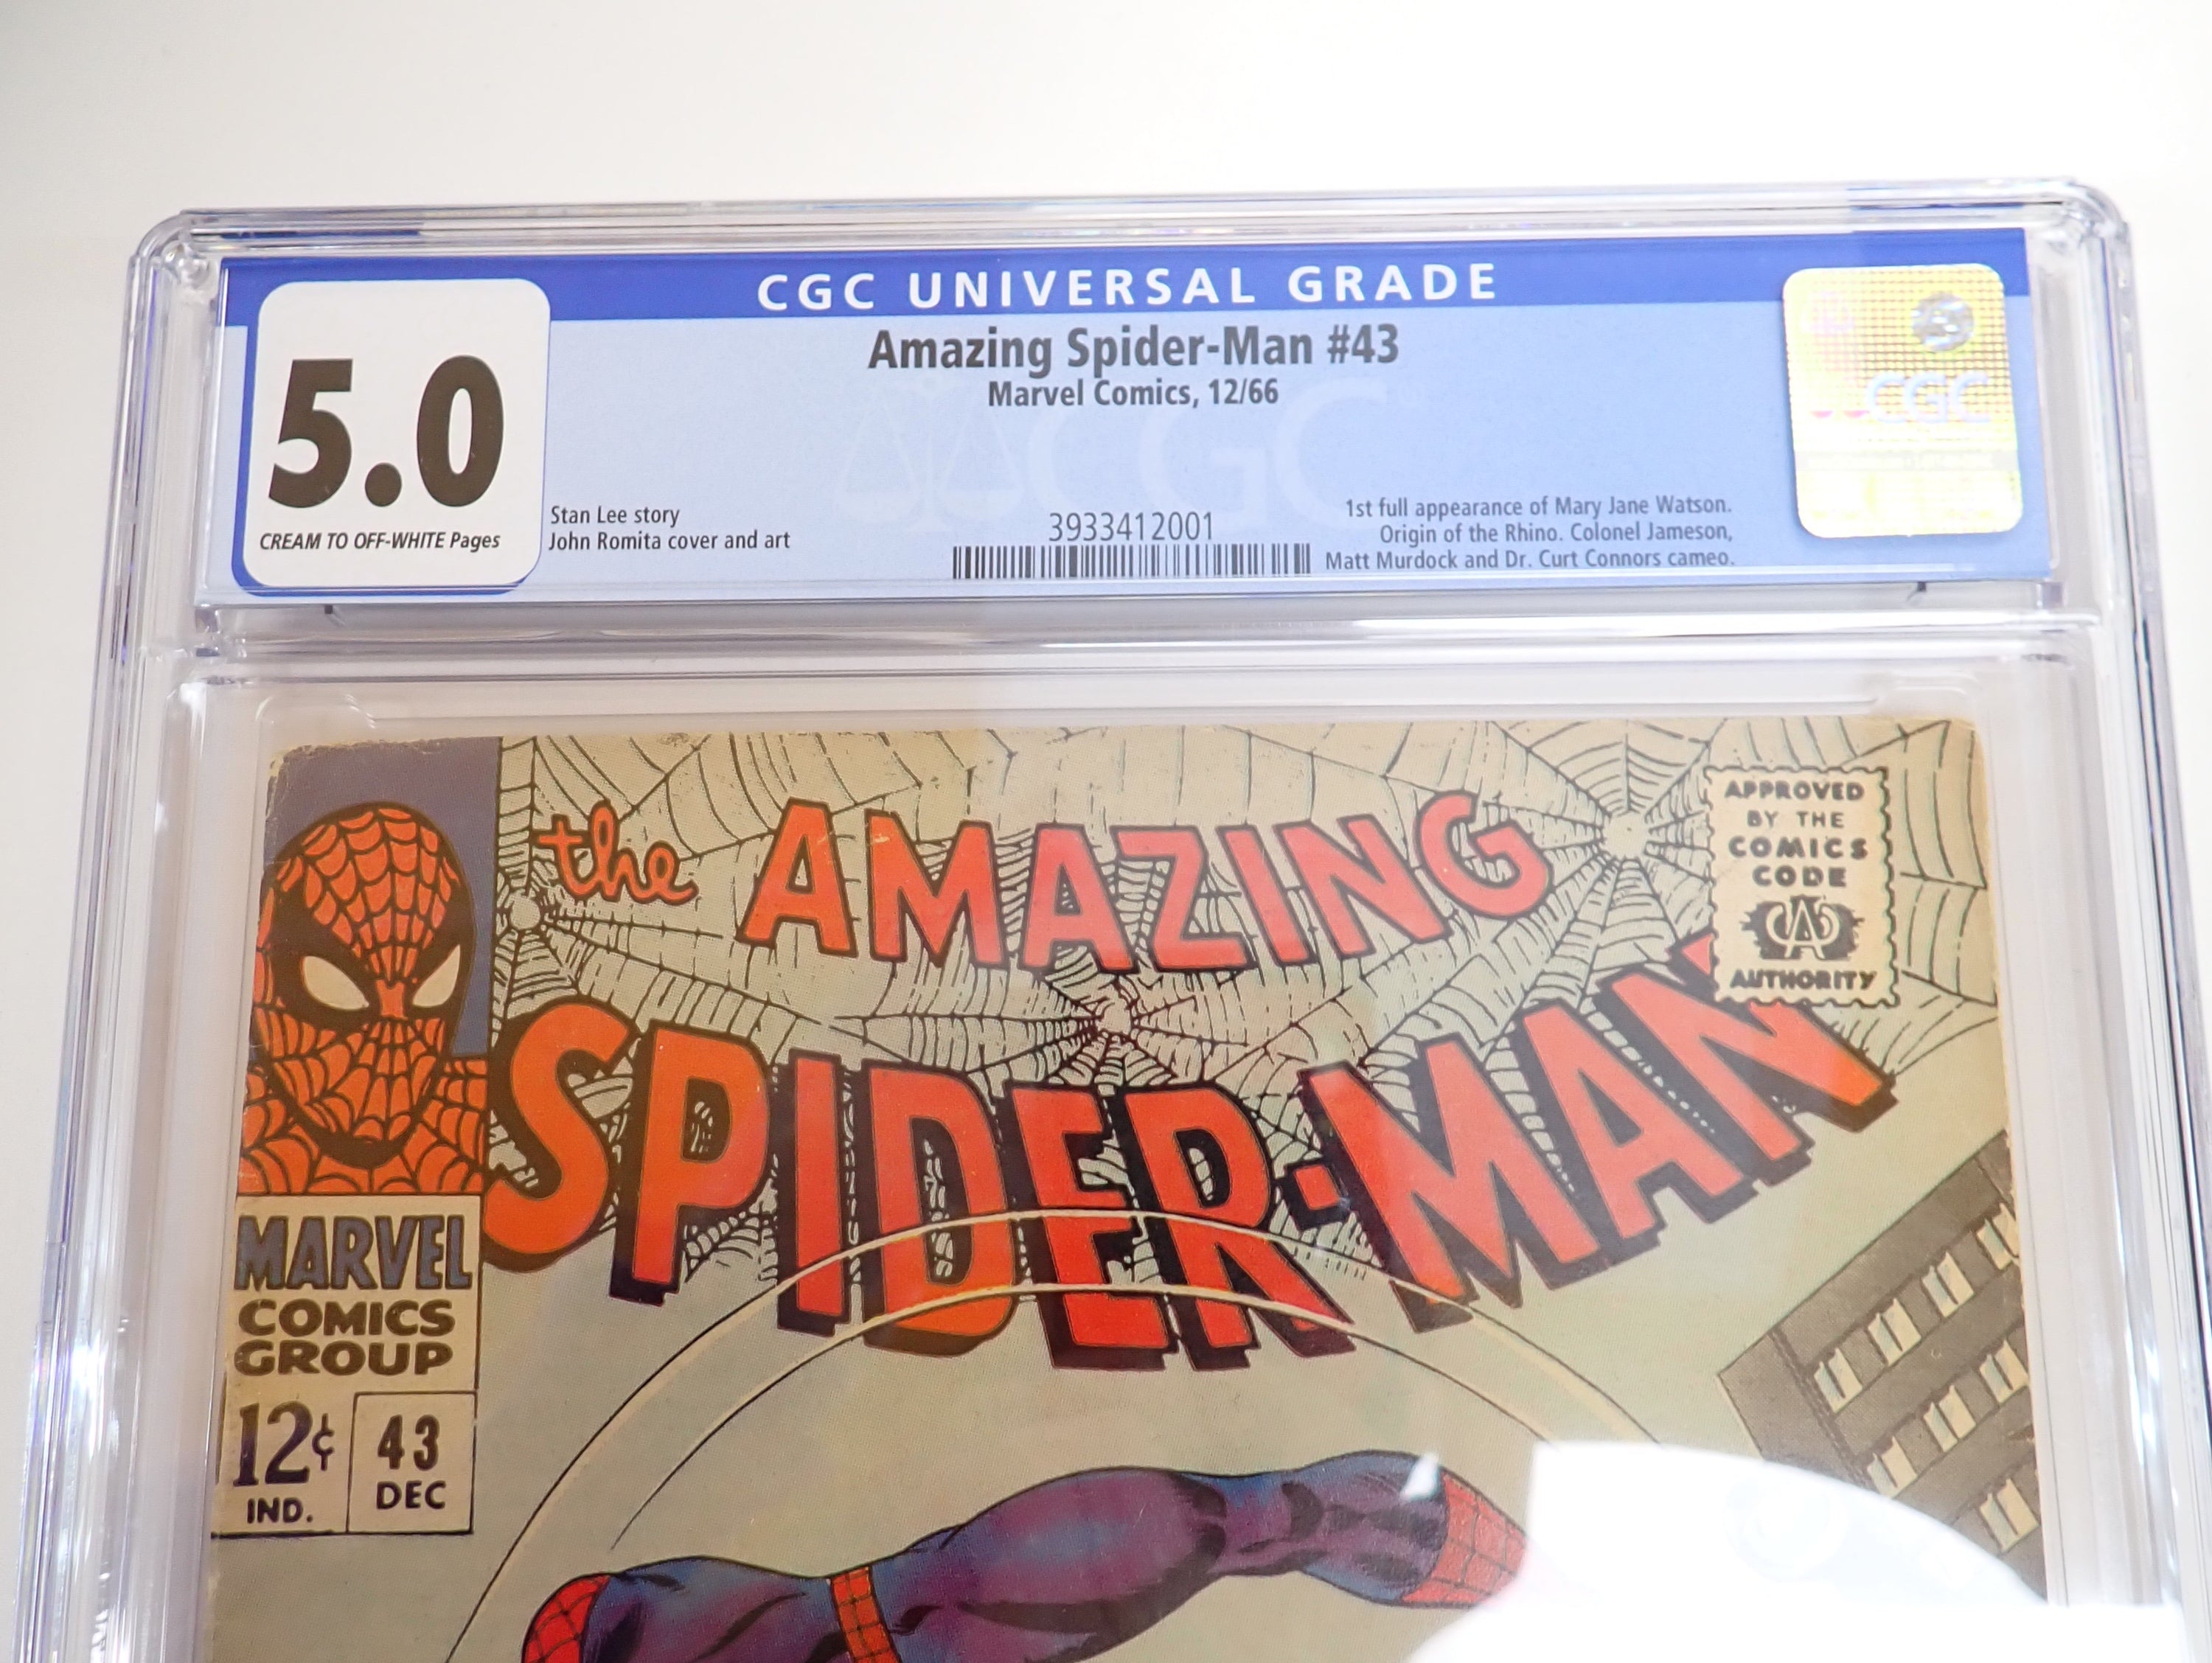 CGC UNIVERSAL GRADE
Amazing Spider-Man #43
Marvel Comics, 12/66
5.0
CREAM TO OFF-WHITE Pages
Stan Lee story
John Romita cover and art
3933412001
1st full appearance of Mary Jane Watson.
Origin of the Rhino. Colonel Jameson,
Matt Murdock and Dr. Curt Connors cameo.
CGC
CGC
the AMAZING
SPIDER-MAN
APPROVED
BY THE
COMICS
CODE
CA
AUTHORITY
MARVEL
COMICS
GROUP
12¢
IND.
43
DEC